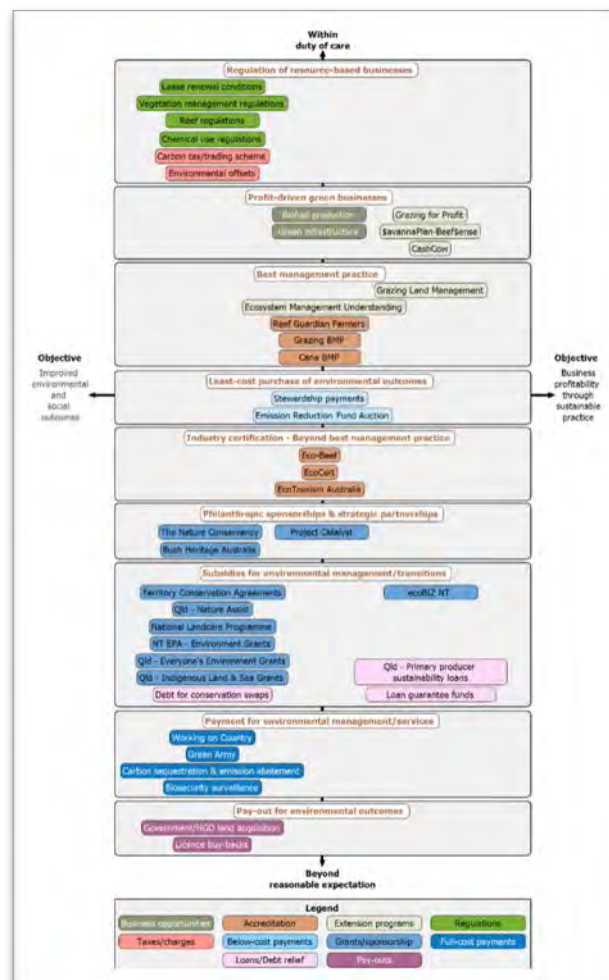 Within
duty of care
Regulation of resource-based businesses
Lease renewal conditions
Vegetation management regulations
Reef regulations
Chemical use regulations
Carbon tax/trading scheme
Environmental offsets
Profit-driven green businesses
Biofuel production
Grazing for Profit
Green infrastructure
$avannaPlan-Beef$ense
CashCow
Best management practice
Grazing Land Management
Ecosystem Management Understanding
Reef Guardian Farmers
Grazing BMP
Cane BMP
Objective
Improved
environmental
and
social
outcomes
Objective
Business
profitability
through
sustainable
practice
Least-cost purchase of environmental outcomes
Stewardship payments
Emission Reduction Fund Auction
Industry certification - Beyond best management practice
Eco-Beef
EcoCert
EcoTourism Australia
Philanthropic sponsorships & strategic partnerships
The Nature Conservancy
Project Catalyst
Bush Heritage Australia
Subsidies for environmental management/transitions
Territory Conservation Agreements
ecoBIZ NT
Qld - Nature Assist
National Landcare Programme
NT EPA - Environment Grants
Qld - Everyone's Environment Grants
Qld - Indigenous Land & Sea Grants
Qld - Primary producer
sustainability loans
Debt for conservation swaps
Loan guarantee funds
Payment for environmental management/services
Working on Country
Green Army
Carbon sequestration & emission abatement
Biosecurity surveillance
Pay-out for environmental outcomes
Government/NGO land acquisition
Licence buy-backs
Beyond
reasonable expectation
Legend
Business opportunities
Accreditation
Extension programs
Regulations
Taxes/charges
Below-cost payments
Grants/sponsorship
Full-cost payments
Loans/Debt relief
Pay-outs